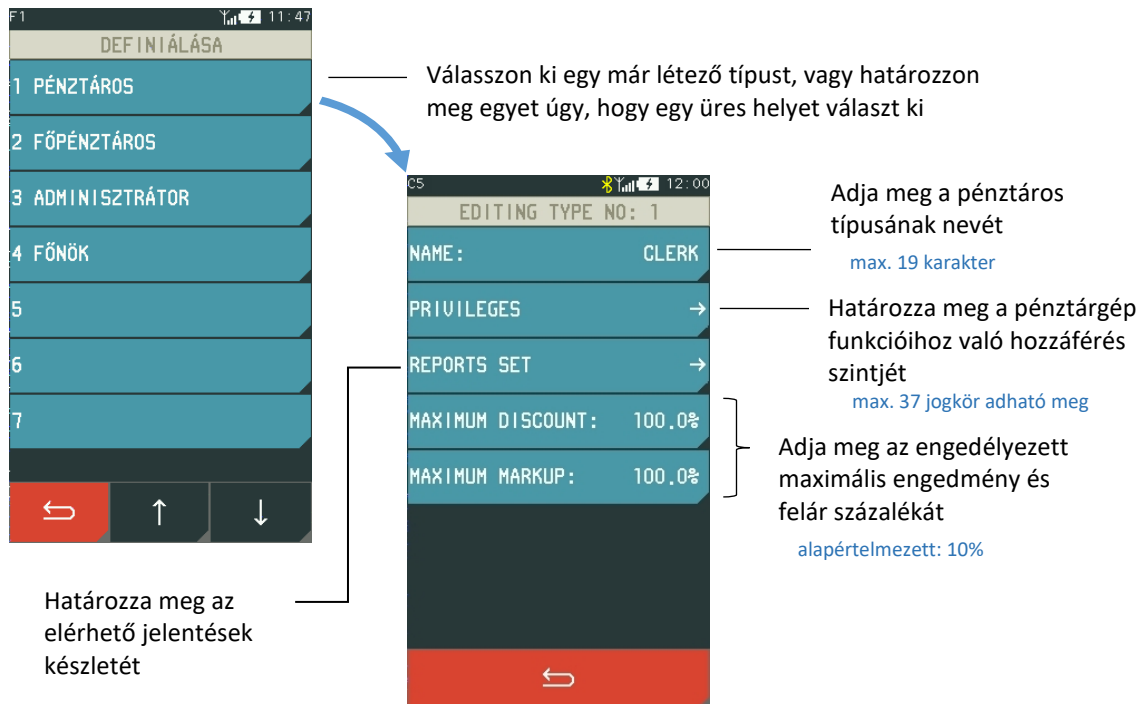 F1 11:47
DEFINIÁLÁSA
1 PÉNZTÁROS
2 FŐPÉNZTÁROS
3 ADMINISZTRÁTOR
4 FŐNÖK
5
6
7
↑ ↓
Válasszon ki egy már létező típust, vagy határozzon
meg egyet úgy, hogy egy üres helyet választ ki
C5 12:00
EDITING TYPE NO: 1
NAME: CLERK
PRIVILEGES →
REPORTS SET →
MAXIMUM DISCOUNT: 100.0%
MAXIMUM MARKUP: 100.0%
Adja meg a pénztáros
típusának nevét
max. 19 karakter
Határozza meg a pénztárgép
funkcióihoz való hozzáférés
szintjét
max. 37 jogkör adható meg
Adja meg az engedélyezett
maximális engedmény és
felár százalékát
alapértelmezett: 10%
Határozza meg az
elérhető jelentések
készletét